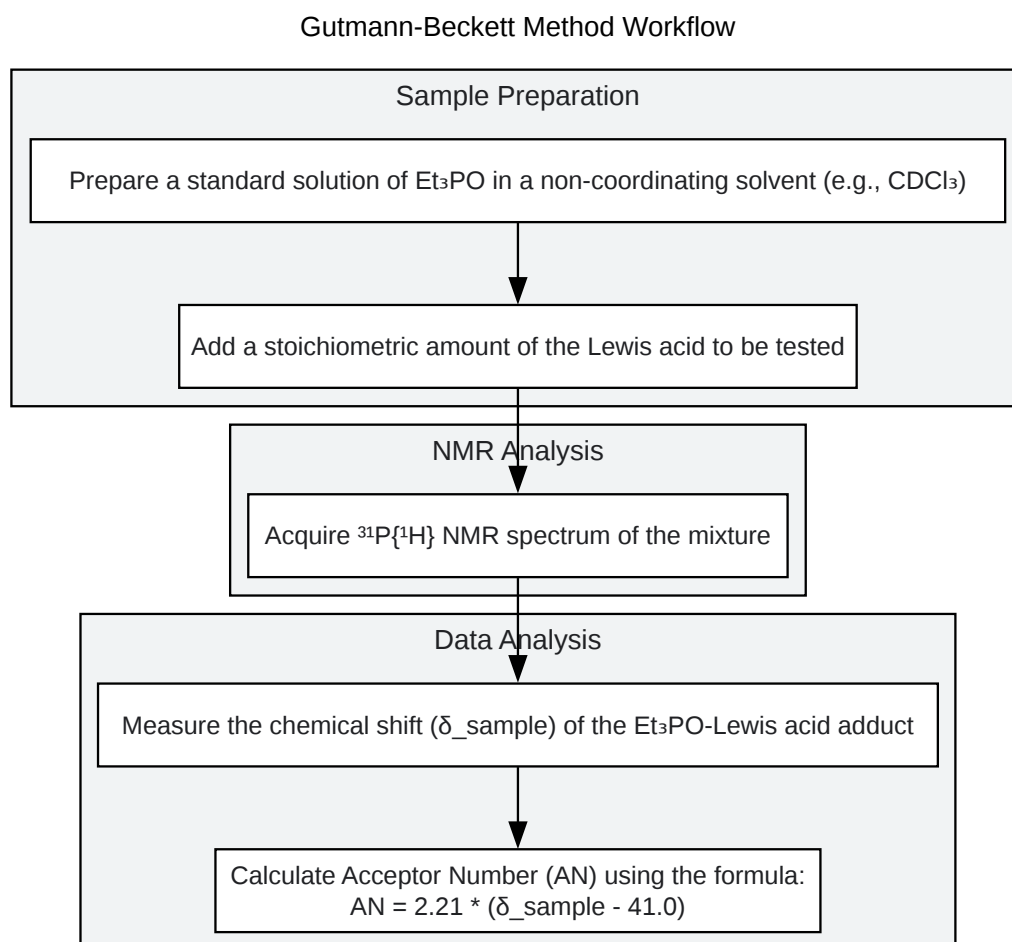 Gutmann-Beckett Method Workflow
Sample Preparation
Prepare a standard solution of Et₃PO in a non-coordinating solvent (e.g., CDCl₃)
Add a stoichiometric amount of the Lewis acid to be tested
NMR Analysis
Acquire ³¹P{¹H} NMR spectrum of the mixture
Data Analysis
Measure the chemical shift (δ_sample) of the Et₃PO-Lewis acid adduct
Calculate Acceptor Number (AN) using the formula:
AN = 2.21 * (δ_sample - 41.0)